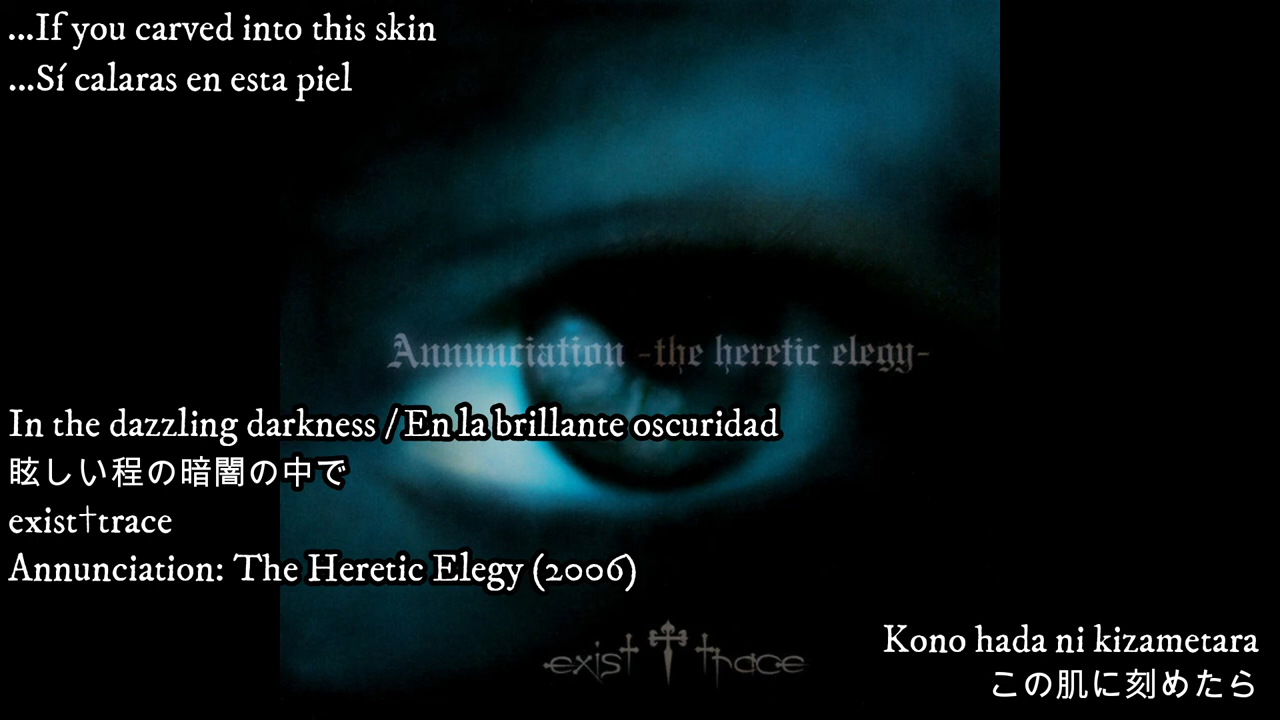 ...If you carved into this skin
...Sí calaras en esta piel
Annunciation -the heretic elegy-
In the dazzling darkness / En la brillante oscuridad
眩しい程の暗闇の中で
exist†trace
Annunciation: The Heretic Elegy (2006)
exist†trace
Kono hada ni kizametara
この肌に刻めたら